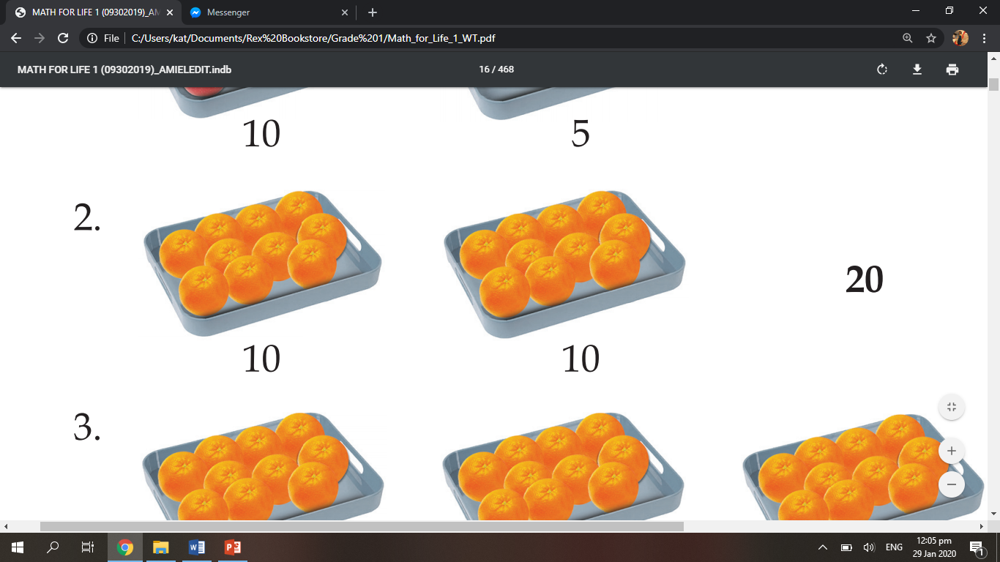 MATH FOR LIFE 1 (09302019)_AM
Messenger
File
C:/Users/kat/Documents/Rex%20Bookstore/Grade%201/Math_for_Life_1_WT.pdf
MATH FOR LIFE 1 (09302019)_AMIELEDIT.indb
16 / 468
10 5
2.
20
10 10
3.
ENG
12:05 pm
29 Jan 2020
1